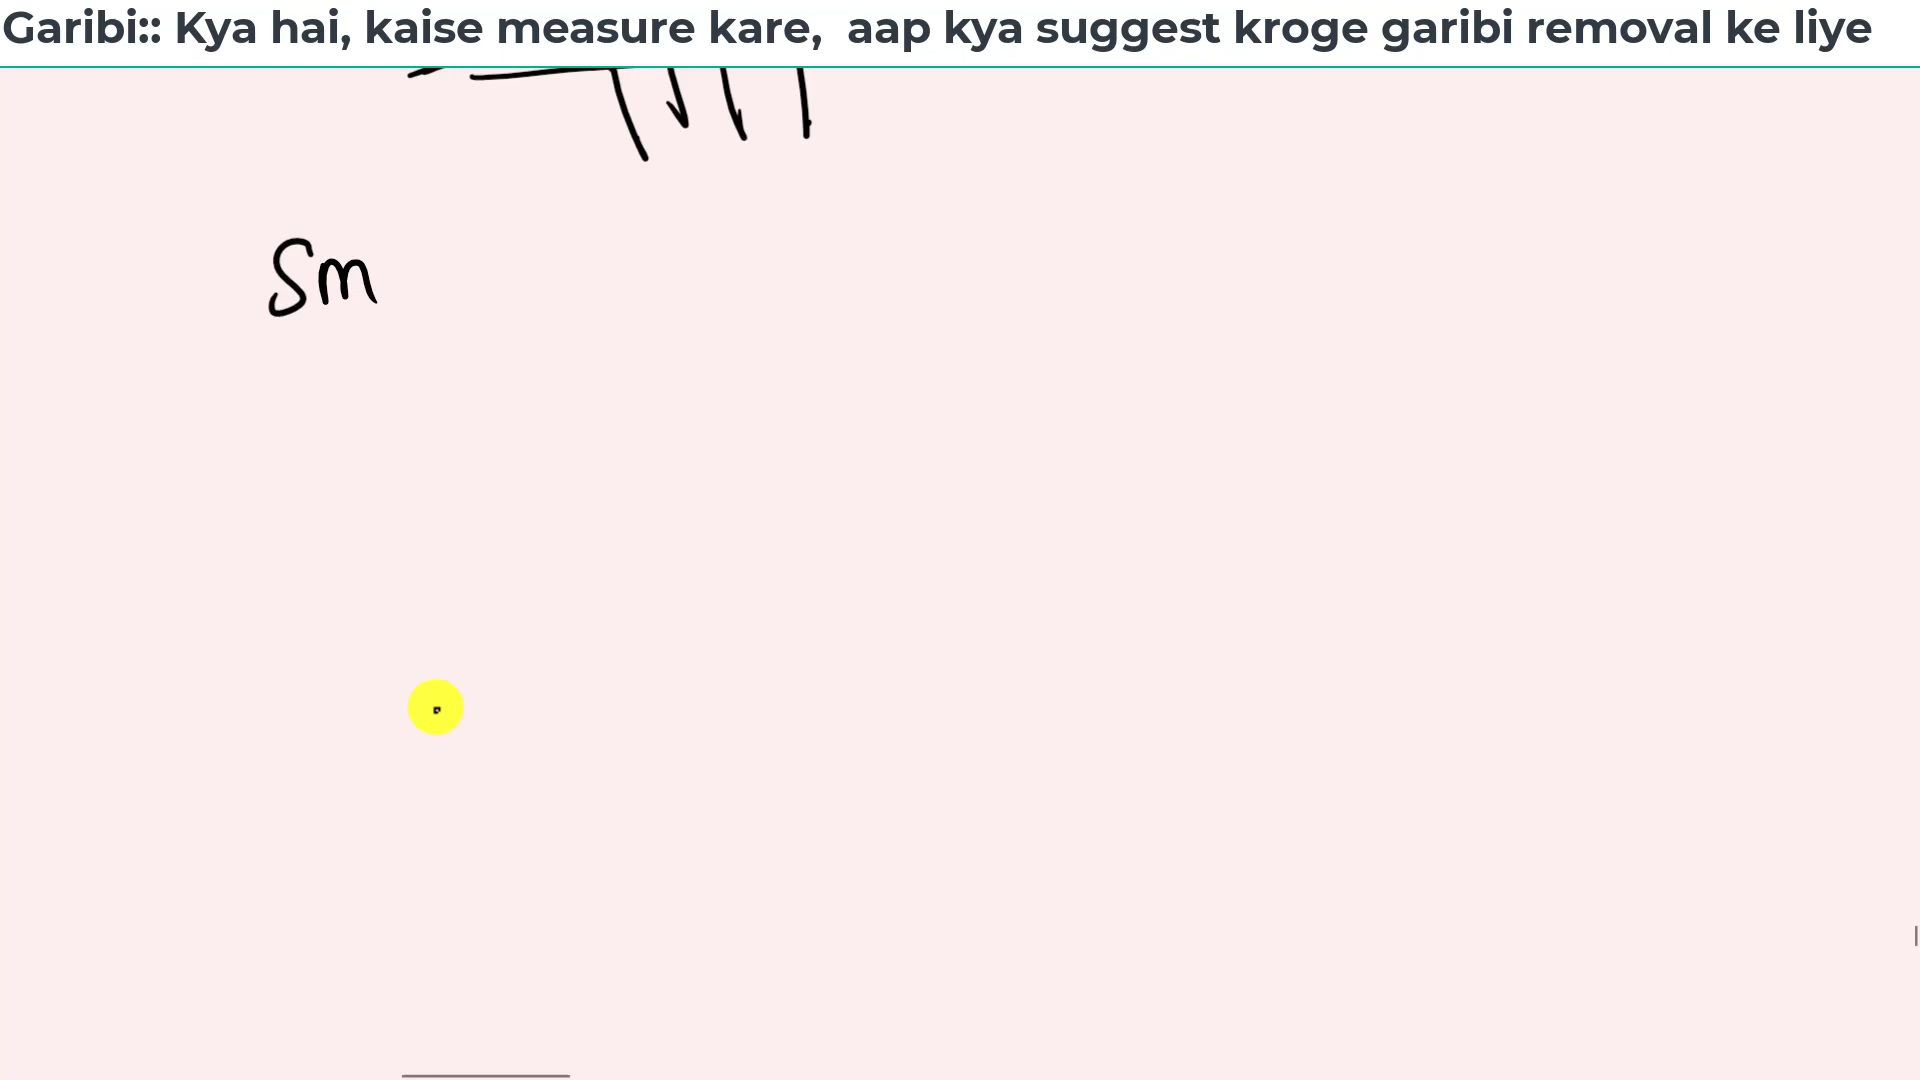 Garibi:: Kya hai, kaise measure kare, aap kya suggest kroge garibi removal ke liye
Sm